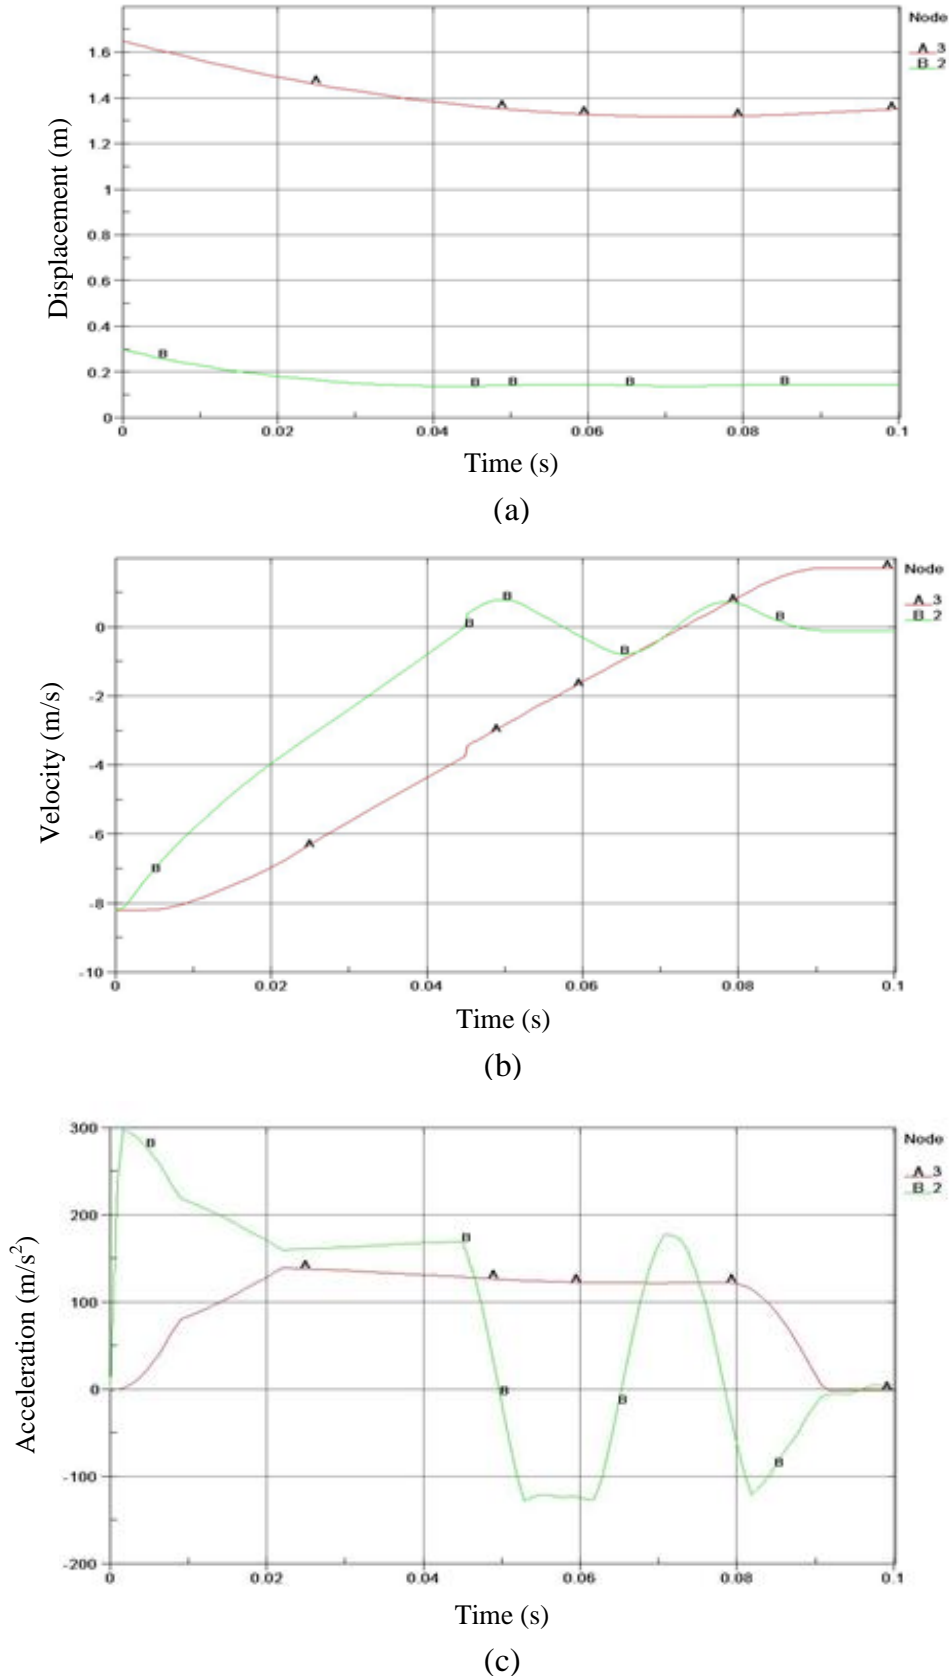 Node
A 3
B 2
Displacement (m)
1.6
1.4
1.2
1
0.8
0.6
0.4
0.2
0
A A A A A
B B B B B
0 0.02 0.04 0.06 0.08 0.1
Time (s)
(a)
Node
A 3
B 2
Velocity (m/s)
0
-2
-4
-6
-8
-10
A A A A A
B B B B B
0 0.02 0.04 0.06 0.08 0.1
Time (s)
(b)
Node
A 3
B 2
Acceleration (m/s²)
300
200
100
0
-100
-200
A A A A A
B B B B B
0 0.02 0.04 0.06 0.08 0.1
Time (s)
(c)